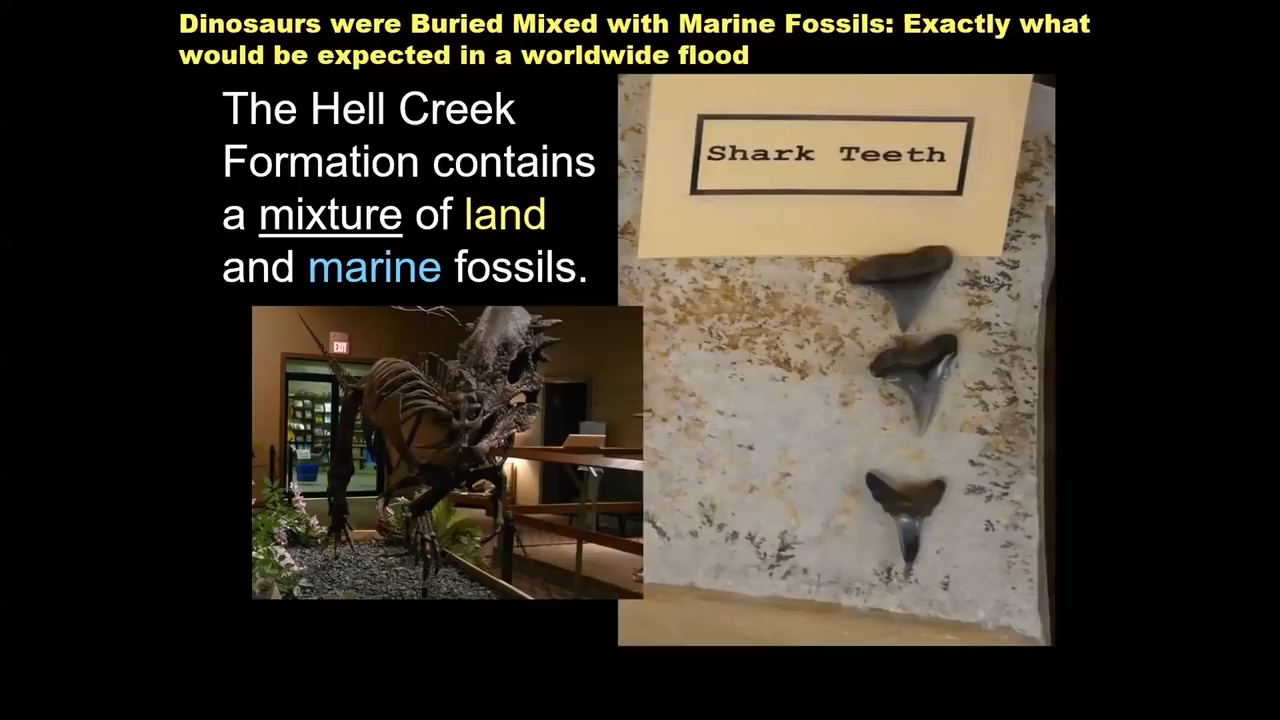 Dinosaurs were Buried Mixed with Marine Fossils: Exactly what
would be expected in a worldwide flood
The Hell Creek
Formation contains
a mixture of land
and marine fossils.
Shark Teeth
EXIT